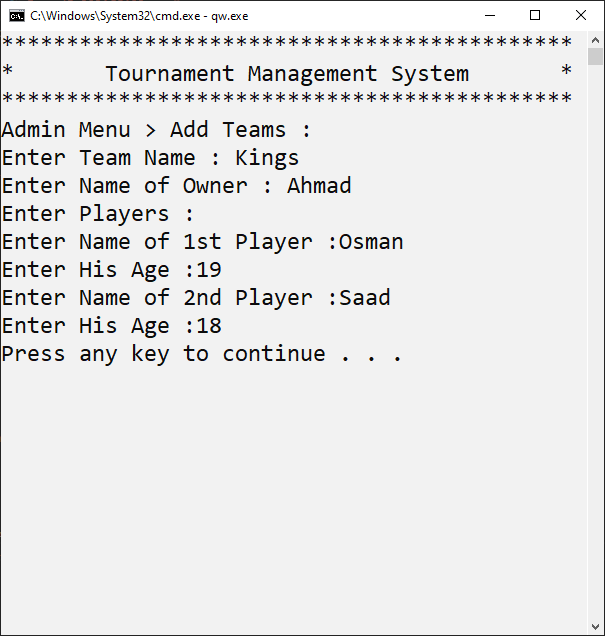 C:\Windows\System32\cmd.exe - qw.exe
********************************************
*       Tournament Management System       *
********************************************
Admin Menu > Add Teams :
Enter Team Name : Kings
Enter Name of Owner : Ahmad
Enter Players :
Enter Name of 1st Player :Osman
Enter His Age :19
Enter Name of 2nd Player :Saad
Enter His Age :18
Press any key to continue . . .